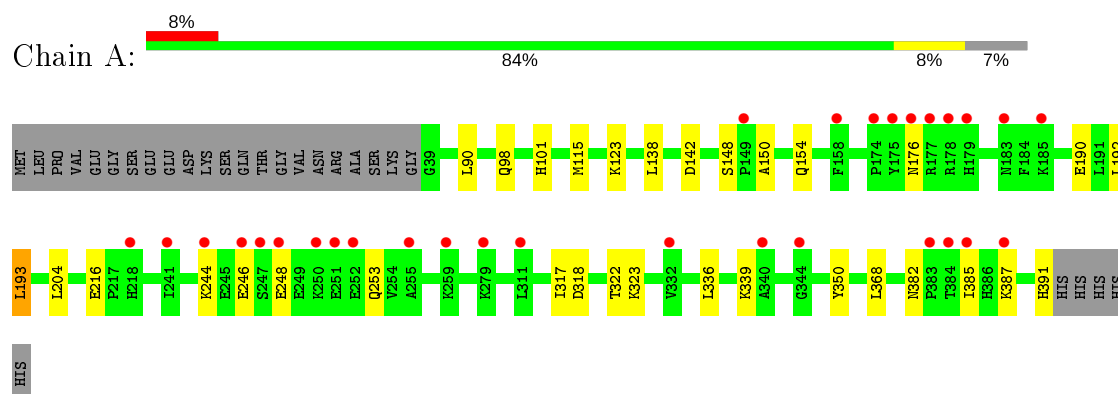 8%
Chain A:
84% 8% 7%
MET LEU PRO VAL GLU GLY SER GLU GLU ASP LYS SER GLN THR GLY VAL ASN ARG ALA SER LYS GLY G39 L90 Q98 H101 M115 K123 L138 D142 S148 P149 A150 Q154 F158 P174 Y175 N176 R177 R178 H179 N183 F184 K185 E190 L191 L192
L193 L204 E216 P217 H218 I241 K244 E245 E246 S247 E248 E249 K250 E251 E252 Q253 V254 A255 K259 K279 L311 I317 D318 T322 K323 V332 L336 K339 A340 G344 Y350 L368 N382 P383 T384 I385 H386 K387 H391 HIS HIS HIS HIS
HIS